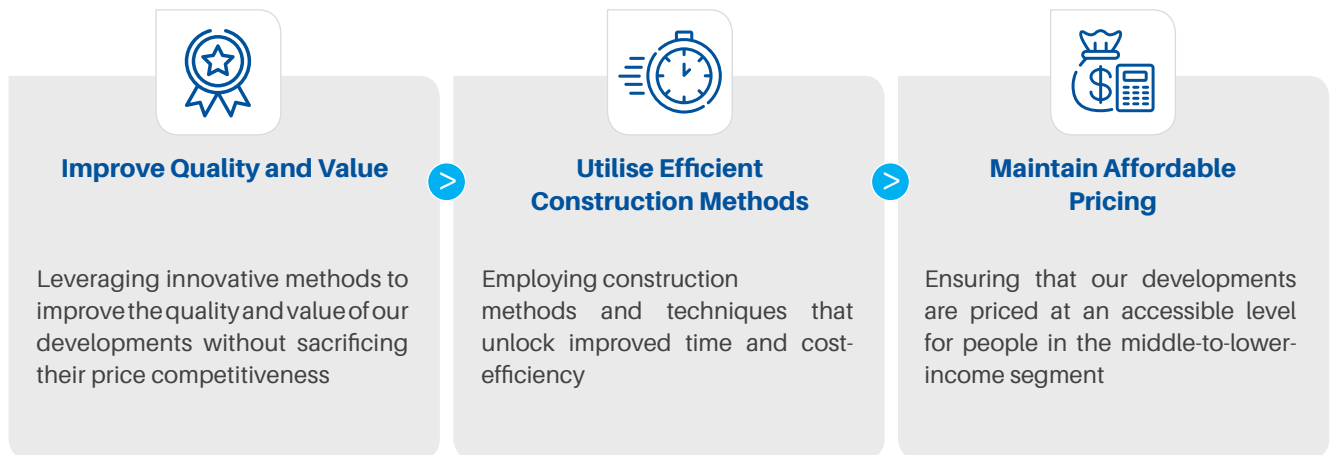 Improve Quality and Value
Leveraging innovative methods to
improve the quality and value of our
developments without sacrificing
their price competitiveness
>
Utilise Efficient
Construction Methods
Employing construction
methods and techniques that
unlock improved time and cost-
efficiency
>
Maintain Affordable
Pricing
Ensuring that our developments
are priced at an accessible level
for people in the middle-to-lower-
income segment